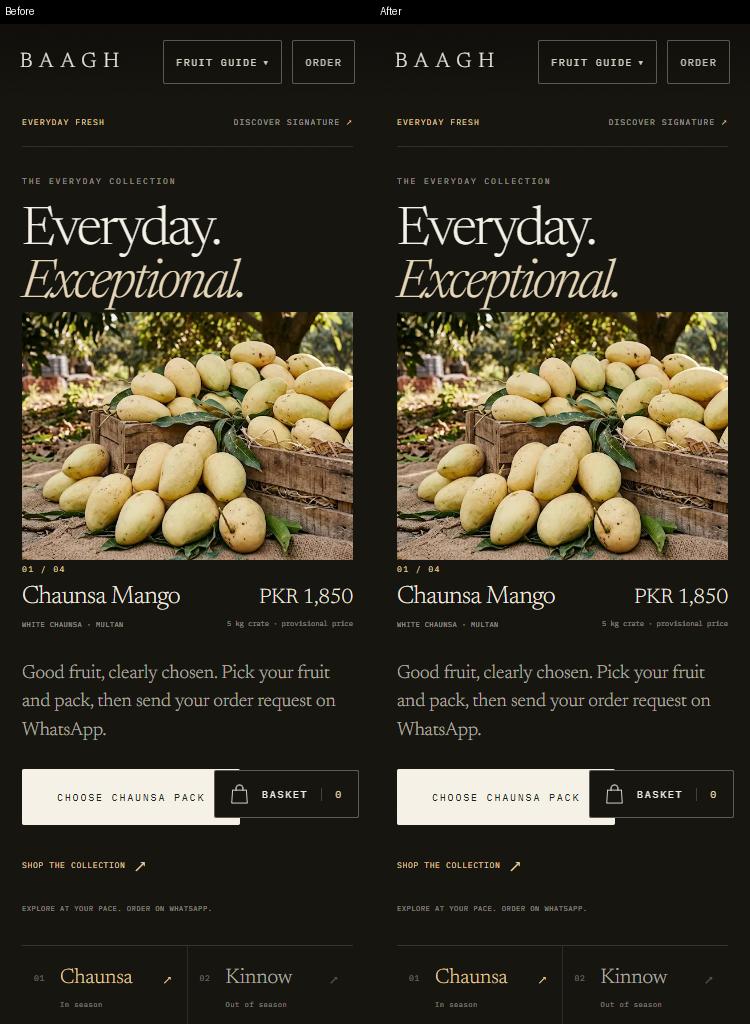 Before
BAAGH
FRUIT GUIDE ▾
ORDER
EVERYDAY FRESH
DISCOVER SIGNATURE ↗
THE EVERYDAY COLLECTION
Everyday.
Exceptional.
01 / 04
Chaunsa Mango
PKR 1,850
WHITE CHAUNSA · MULTAN
5 kg crate · provisional price
Good fruit, clearly chosen. Pick your fruit
and pack, then send your order request on
WhatsApp.
CHOOSE CHAUNSA PACK
BASKET
0
SHOP THE COLLECTION ↗
EXPLORE AT YOUR PACE. ORDER ON WHATSAPP.
01 Chaunsa ↗
In season
02 Kinnow ↗
Out of season
After
BAAGH
FRUIT GUIDE ▾
ORDER
EVERYDAY FRESH
DISCOVER SIGNATURE ↗
THE EVERYDAY COLLECTION
Everyday.
Exceptional.
01 / 04
Chaunsa Mango
PKR 1,850
WHITE CHAUNSA · MULTAN
5 kg crate · provisional price
Good fruit, clearly chosen. Pick your fruit
and pack, then send your order request on
WhatsApp.
CHOOSE CHAUNSA PACK
BASKET
0
SHOP THE COLLECTION ↗
EXPLORE AT YOUR PACE. ORDER ON WHATSAPP.
01 Chaunsa ↗
In season
02 Kinnow ↗
Out of season